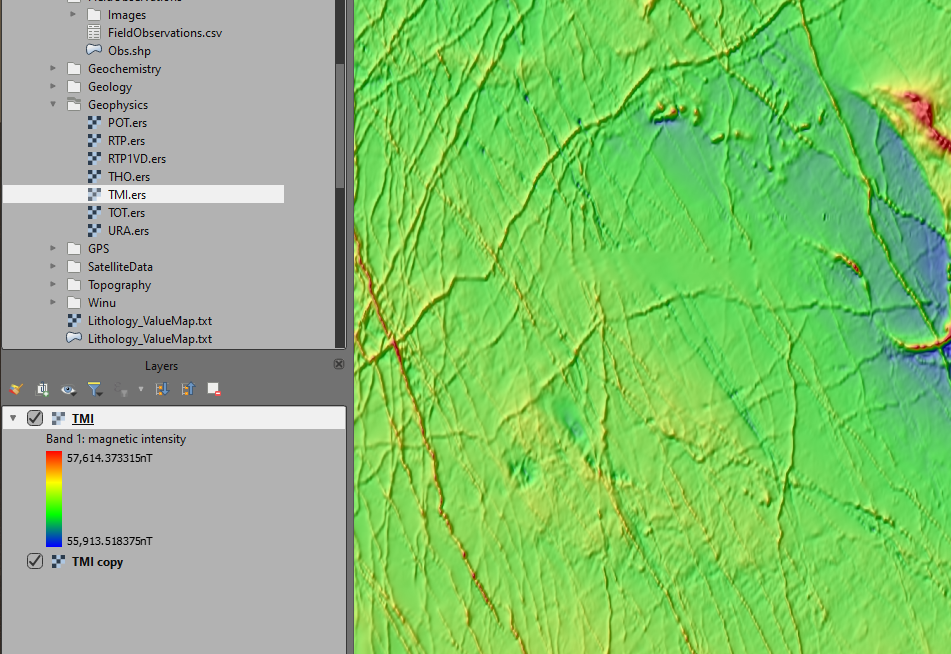 Images
FieldObservations.csv
Obs.shp
Geochemistry
Geology
Geophysics
POT.ers
RTP.ers
RTP1VD.ers
THO.ers
TMI.ers
TOT.ers
URA.ers
GPS
SatelliteData
Topography
Winu
Lithology_ValueMap.txt
Lithology_ValueMap.txt
Layers
TMI
Band 1: magnetic intensity
57,614.373315nT
55,913.518375nT
TMI copy